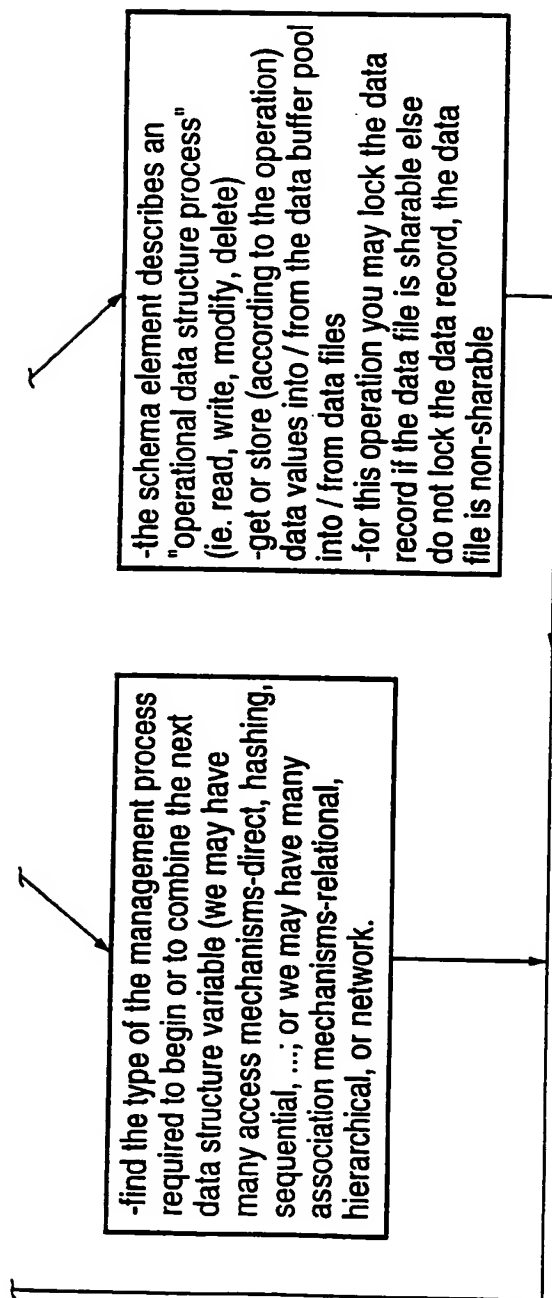 -find the type of the management process
required to begin or to combine the next
data structure variable (we may have
many access mechanisms-direct, hashing,
sequential, ...; or we may have many
association mechanisms-relational,
hierarchical, or network.
-the schema element describes an
"operational data structure process"
(ie. read, write, modify, delete)
-get or store (according to the operation)
data values into / from the data buffer pool
into / from data files
-for this operation you may lock the data
record if the data file is sharable else
do not lock the data record, the data
file is non-sharable